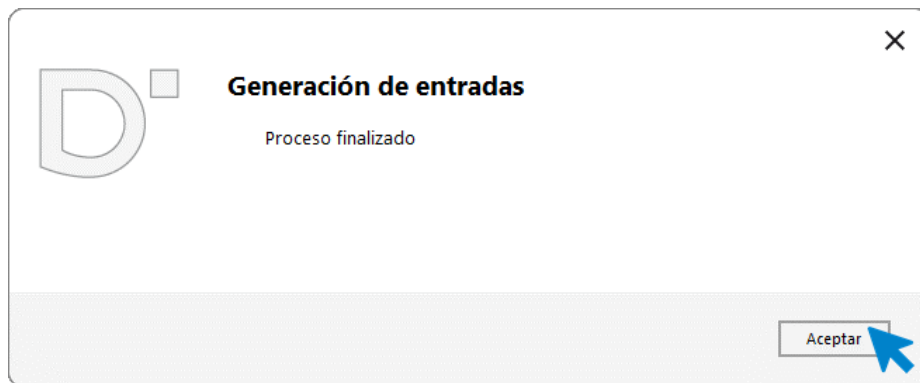 Generación de entradas
Proceso finalizado
Aceptar